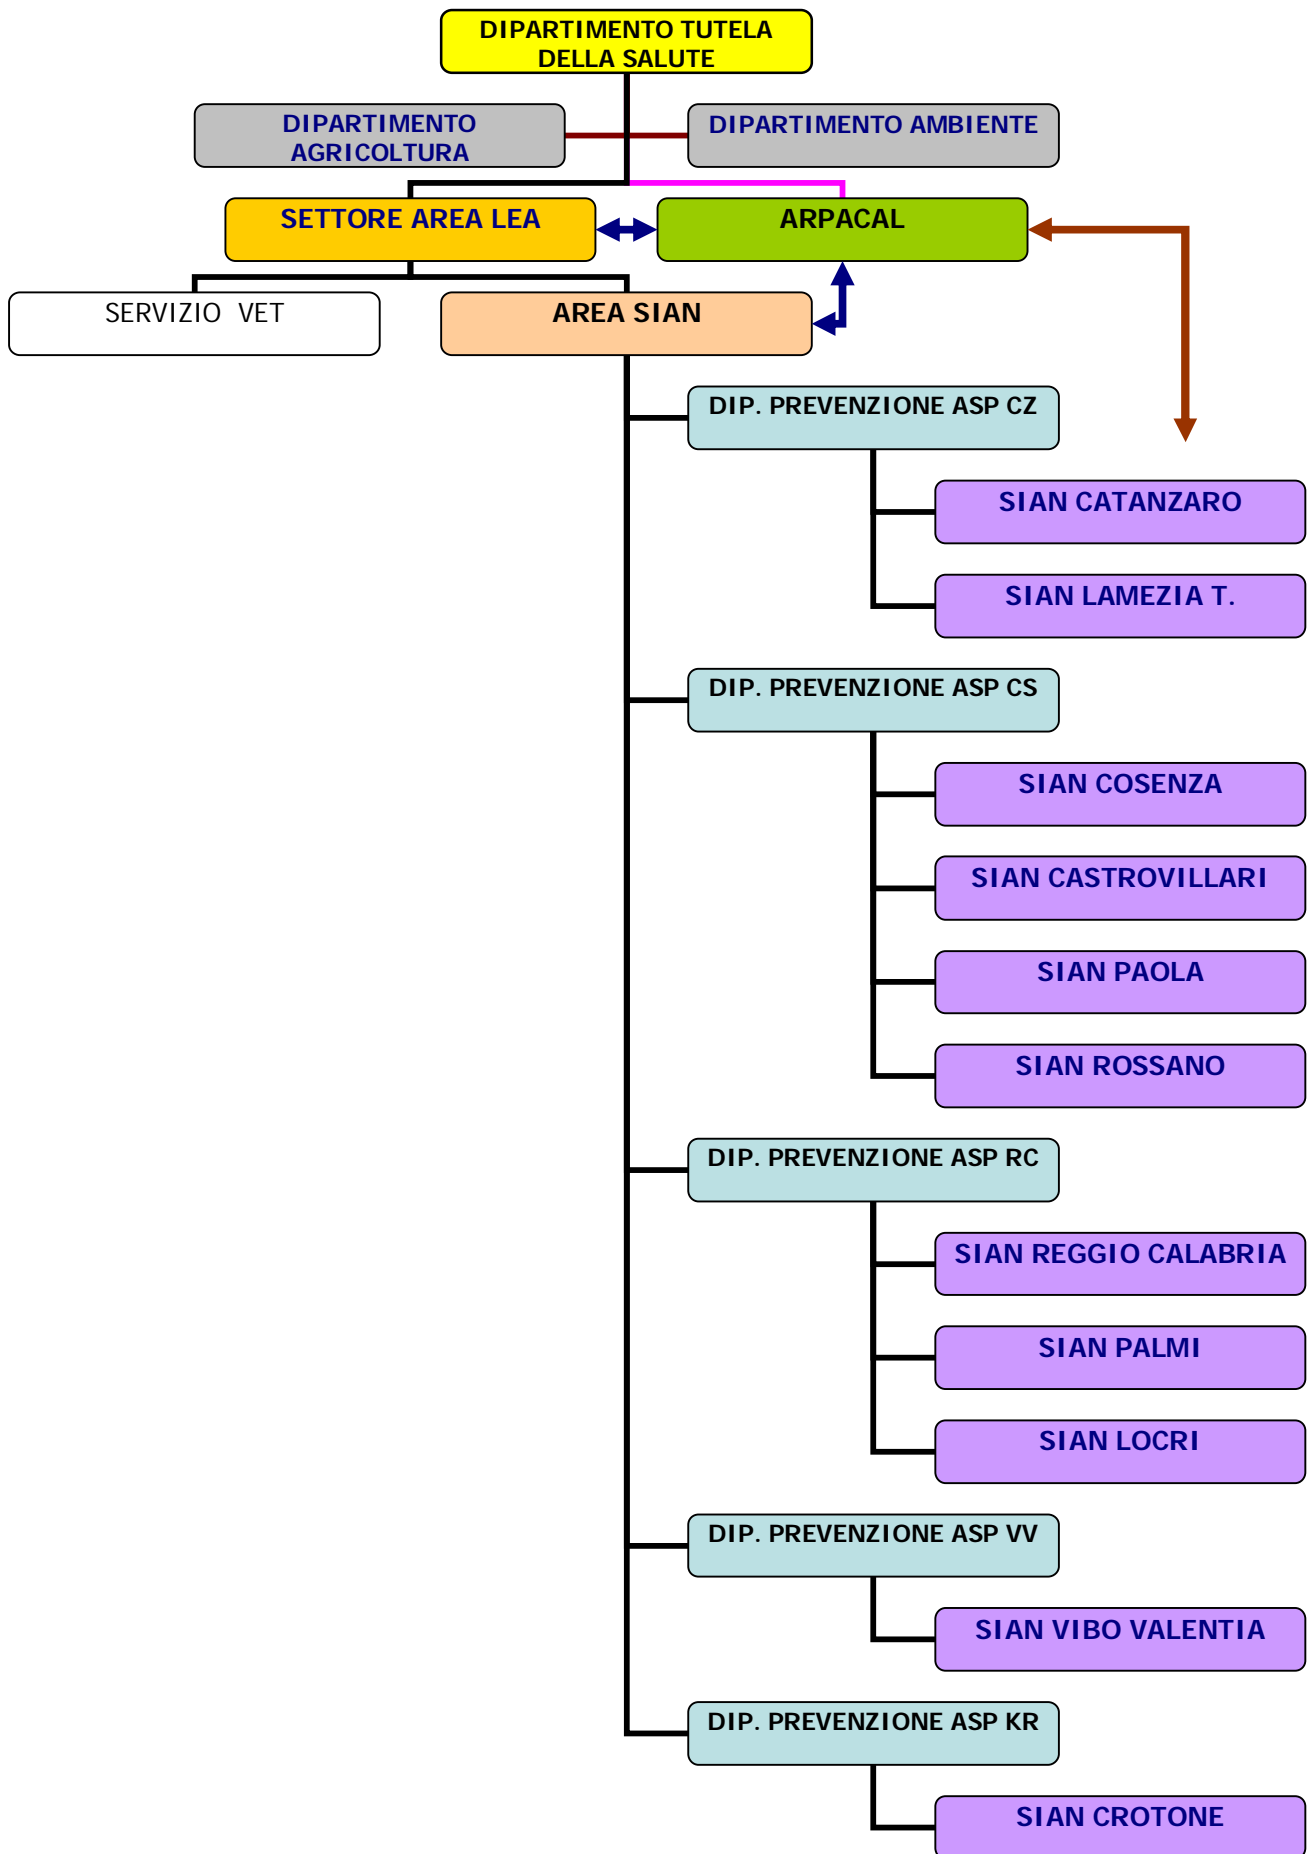 DIPARTIMENTO TUTELA
DELLA SALUTE
DIPARTIMENTO
AGRICOLTURA
DIPARTIMENTO AMBIENTE
SETTORE AREA LEA
ARPACAL
SERVIZIO VET
AREA SIAN
DIP. PREVENZIONE ASP CZ
SIAN CATANZARO
SIAN LAMEZIA T.
DIP. PREVENZIONE ASP CS
SIAN COSENZA
SIAN CASTROVILLARI
SIAN PAOLA
SIAN ROSSANO
DIP. PREVENZIONE ASP RC
SIAN REGGIO CALABRIA
SIAN PALMI
SIAN LOCRI
DIP. PREVENZIONE ASP VV
SIAN VIBO VALENTIA
DIP. PREVENZIONE ASP KR
SIAN CROTONE